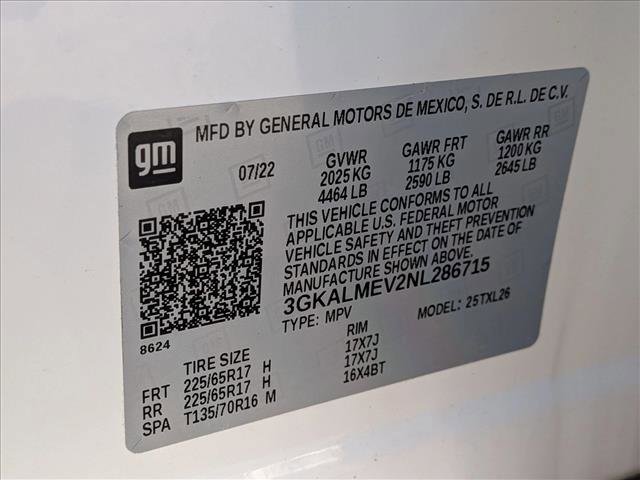 gm
MFD BY GENERAL MOTORS DE MEXICO, S. DE R.L. DE C.V.
07/22 GVWR GAWR FRT GAWR RR
2025 KG 1175 KG 1200 KG
4464 LB 2590 LB 2645 LB
THIS VEHICLE CONFORMS TO ALL
APPLICABLE U.S. FEDERAL MOTOR
VEHICLE SAFETY AND THEFT PREVENTION
STANDARDS IN EFFECT ON THE DATE OF
MANUFACTURE SHOWN ABOVE.
3GKALMEV2NL286715
TYPE: MPV MODEL: 25TXL26
8624
TIRE SIZE RIM
FRT 225/65R17 H 17X7J
RR 225/65R17 H 17X7J
SPA T135/70R16 M 16X4BT